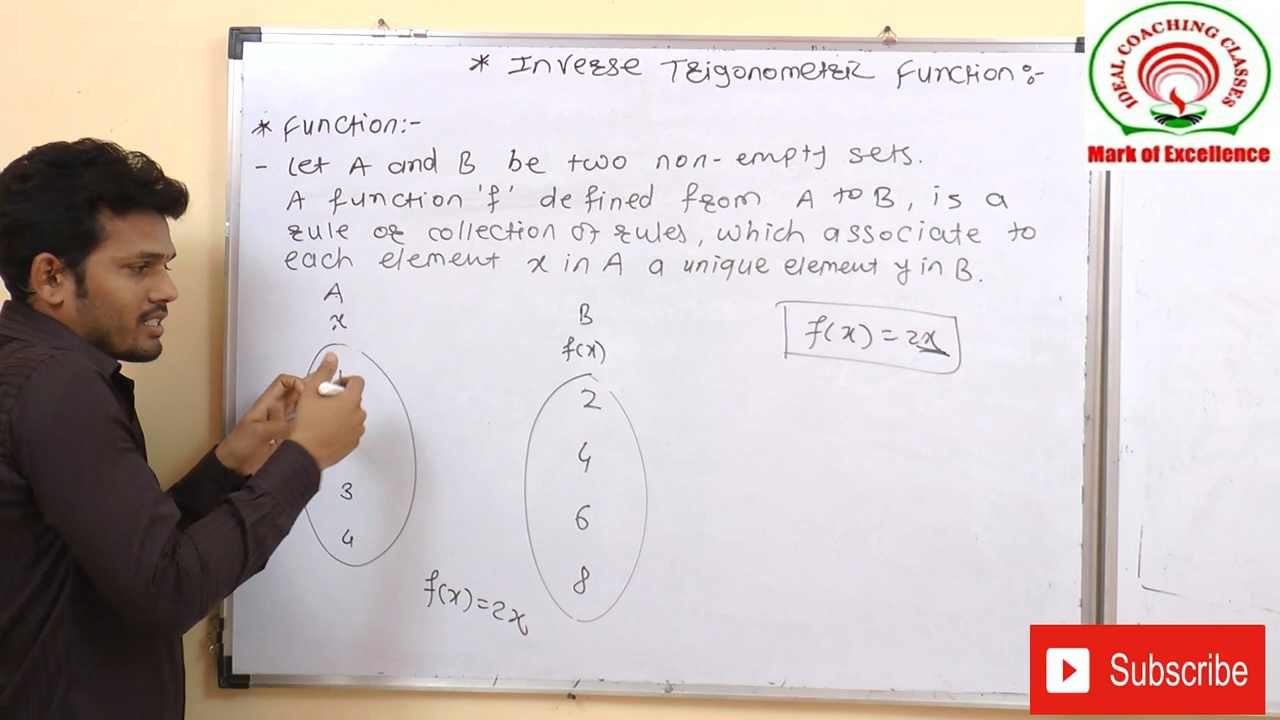 * Inverse Trigonometric Function:-
* Function:-
- Let A and B be two non-empty sets.
A function 'f' defined from A to B, is a
rule or collection of rules, which associate to
each element x in A a unique element y in B.
A
x
3
4
B
f(x)
2
4
6
8
f(x)=2x
f(x)=2x
IDEAL COACHING CLASSES
Mark of Excellence
Subscribe